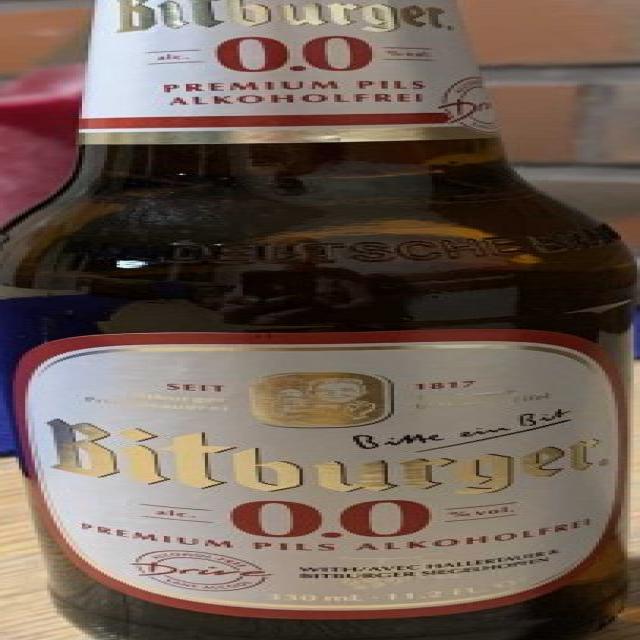 Bitburger.
alc. 0.0 % vol.
PREMIUM PILS
ALKOHOLFREI
DEUTSCHE
SEIT 1817
Bitte ein Bit
Bitburger.
alc. 0.0 % vol.
PREMIUM PILS ALKOHOLFREI
WITH/AVEC HALLERTAUER &
BITBURGER SIEGELHOPFEN
330 mL - 11.2 fl. oz